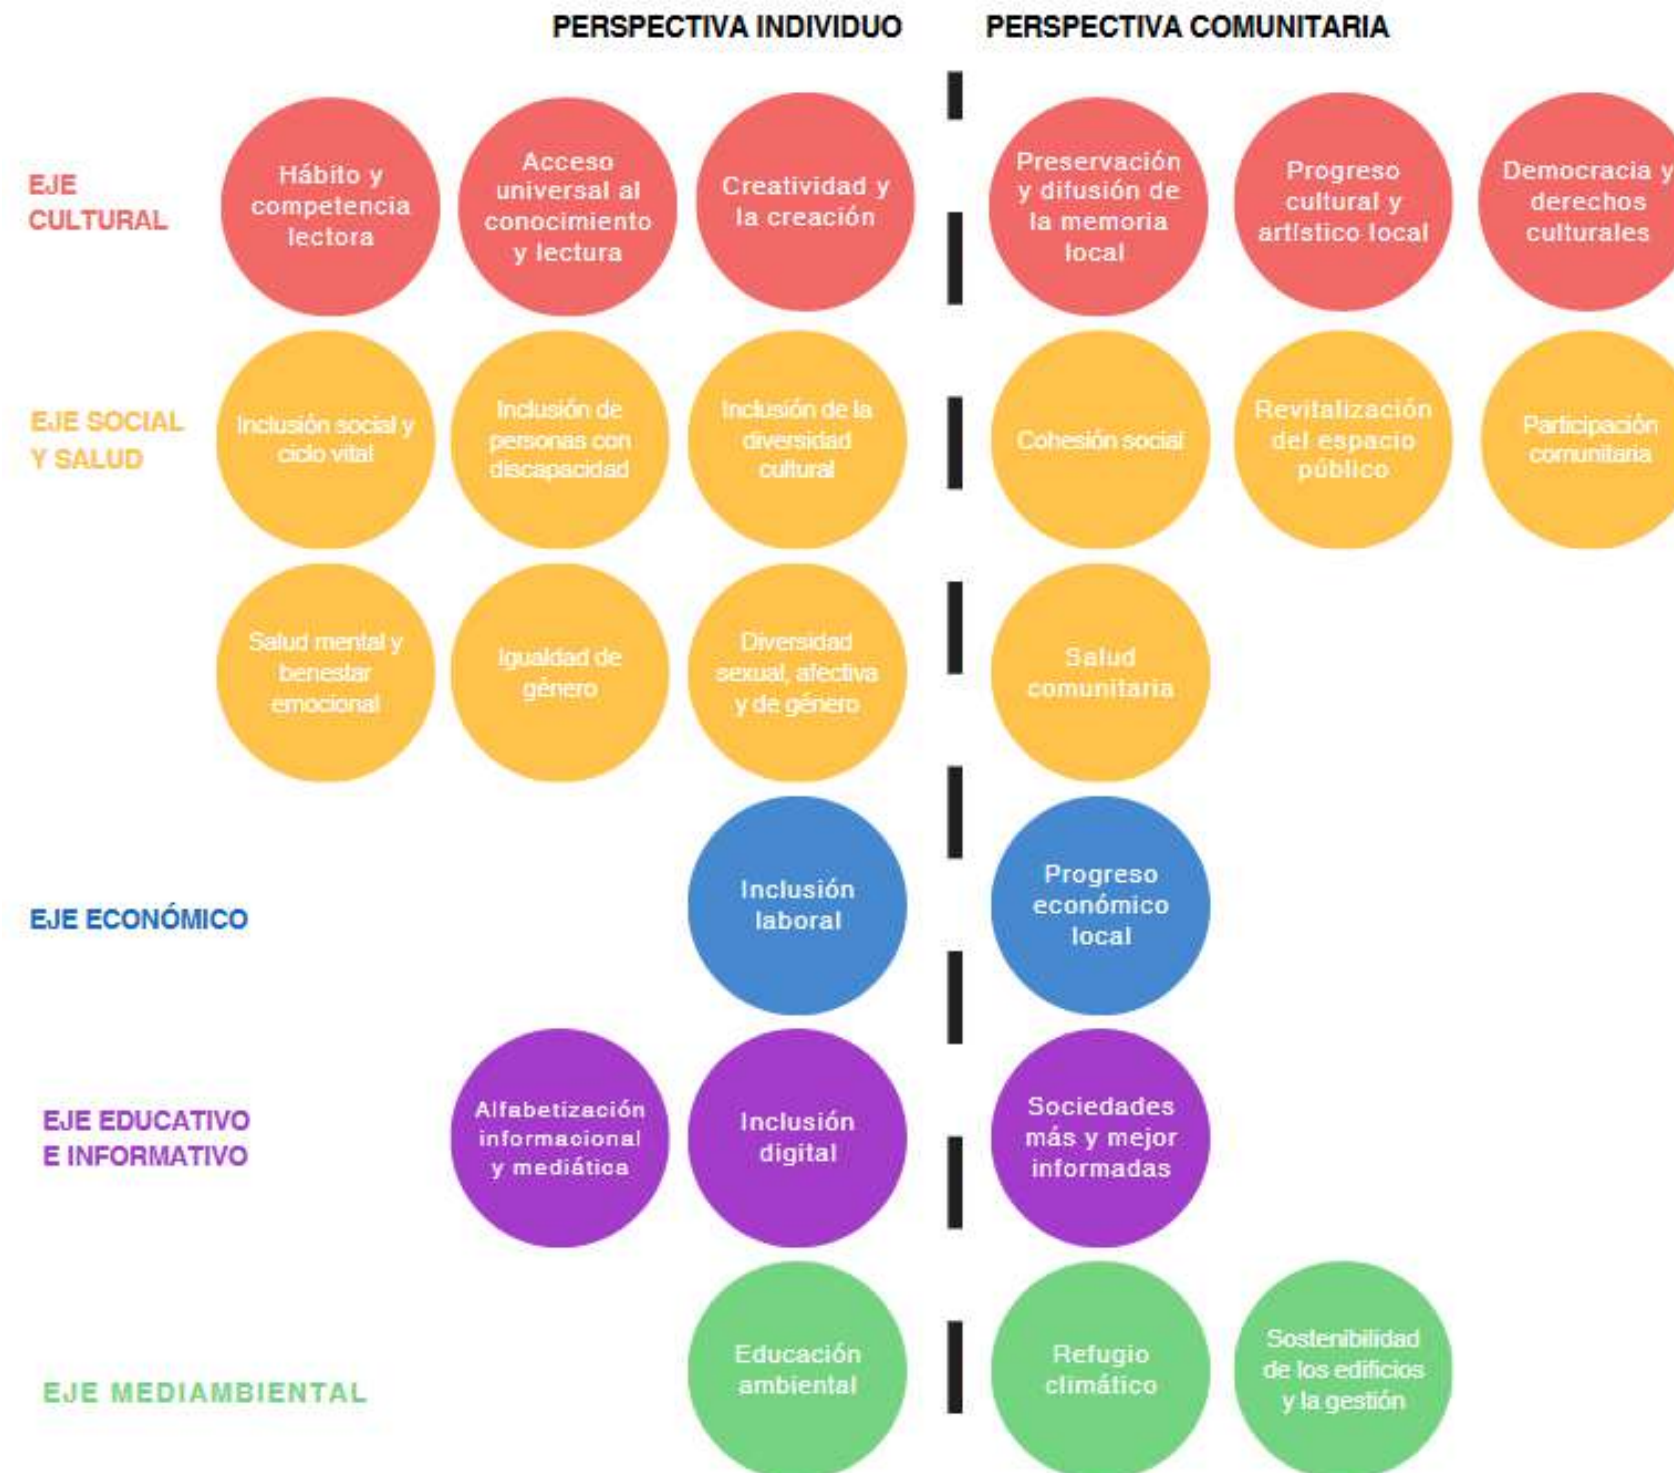 PERSPECTIVA INDIVIDUO
PERSPECTIVA COMUNITARIA
EJE
CULTURAL
Hábito y
competencia
lectora
Acceso
universal al
conocimiento
y lectura
Creatividad y
la creación
Preservación
y difusión de
la memoria
local
Progreso
cultural y
artístico local
Democracia y
derechos
culturales
EJE SOCIAL
Y SALUD
Inclusión social y
ciclo vital
Inclusión de
personas con
discapacidad
Inclusión de la
diversidad
cultural
Cohesión social
Revitalización
del espacio
público
Participación
comunitaria
Salud mental y
benestar
emocional
Igualdad de
género
Diversidad
sexual, afectiva
y de género
Salud
comunitaria
EJE ECONÓMICO
Inclusión
laboral
Progreso
económico
local
EJE EDUCATIVO
E INFORMATIVO
Alfabetización
informacional
y mediática
Inclusión
digital
Sociedades
más y mejor
informadas
EJE MEDIAMBIENTAL
Educación
ambiental
Refugio
climático
Sostenibilidad
de los edificios
y la gestión